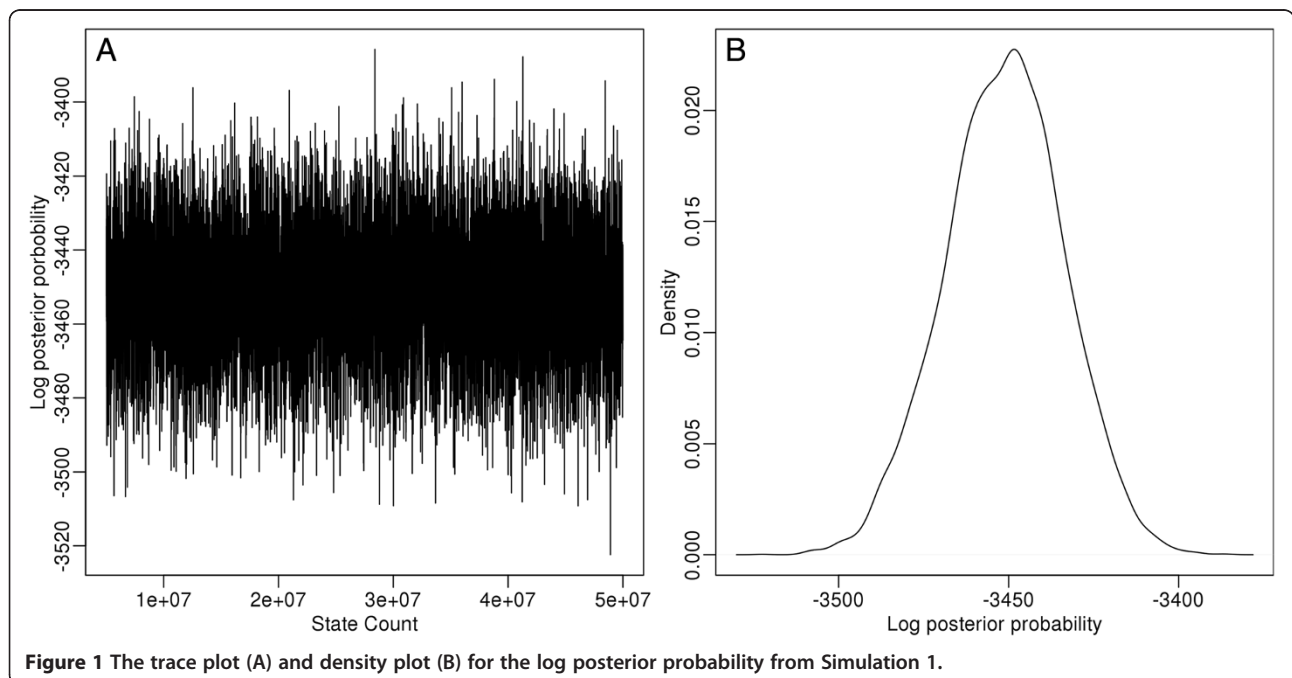 A
Log posterior porbobility
-3400
-3420
-3440
-3460
-3480
-3500
-3520
1e+07 2e+07 3e+07 4e+07 5e+07
State Count
B
Density
0.020
0.015
0.010
0.005
0.000
-3500 -3450 -3400
Log posterior probability
Figure 1 The trace plot (A) and density plot (B) for the log posterior probability from Simulation 1.